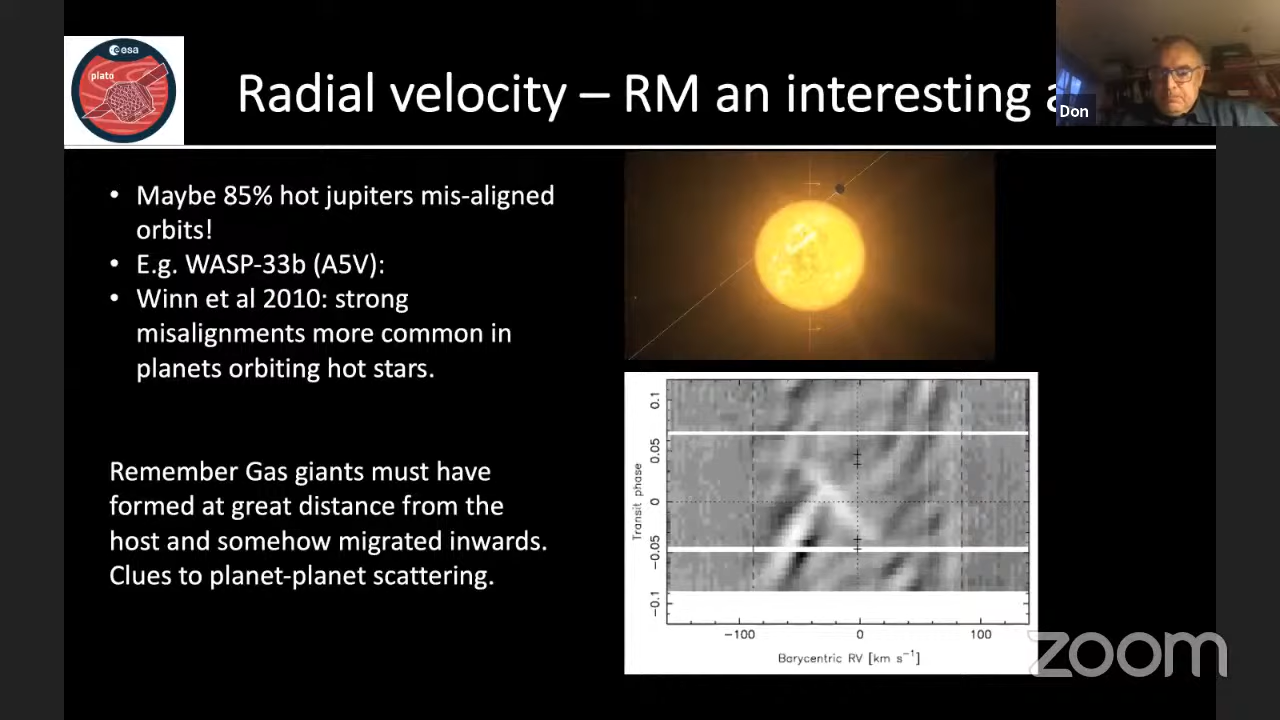 esa
plato
Radial velocity – RM an interesting
Don
• Maybe 85% hot jupiters mis-aligned
orbits!
• E.g. WASP-33b (A5V):
• Winn et al 2010: strong
misalignments more common in
planets orbiting hot stars.
Remember Gas giants must have
formed at great distance from the
host and somehow migrated inwards.
Clues to planet-planet scattering.
Transit phase
0.1
0.05
0
−0.05
−0.1
−100 0 100
Barycentric RV [km s⁻¹]
zoom